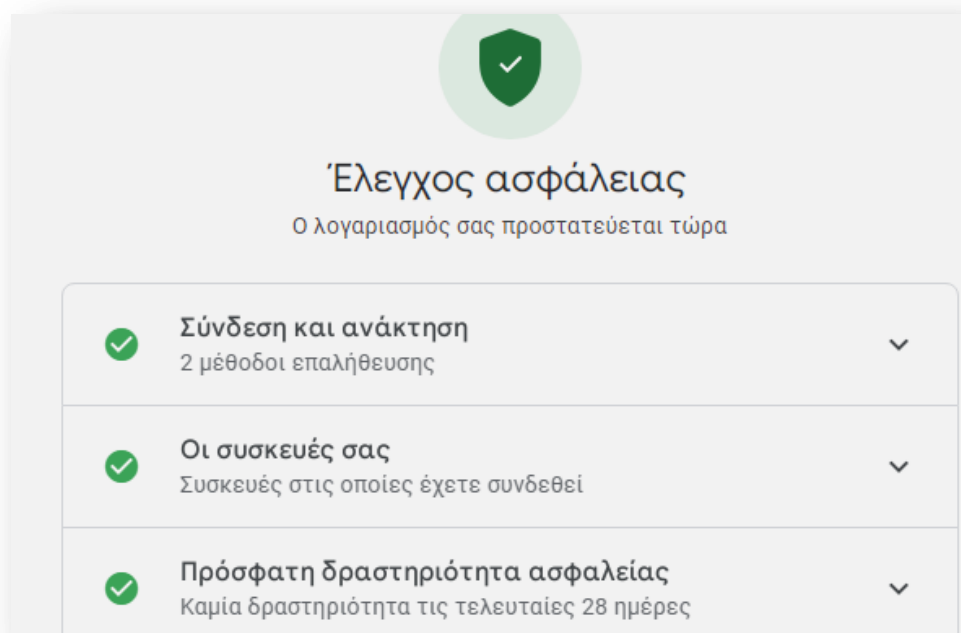 Έλεγχος ασφάλειας
Ο λογαριασμός σας προστατεύεται τώρα
Σύνδεση και ανάκτηση
2 μέθοδοι επαλήθευσης
Οι συσκευές σας
Συσκευές στις οποίες έχετε συνδεθεί
Πρόσφατη δραστηριότητα ασφαλείας
Καμία δραστηριότητα τις τελευταίες 28 ημέρες